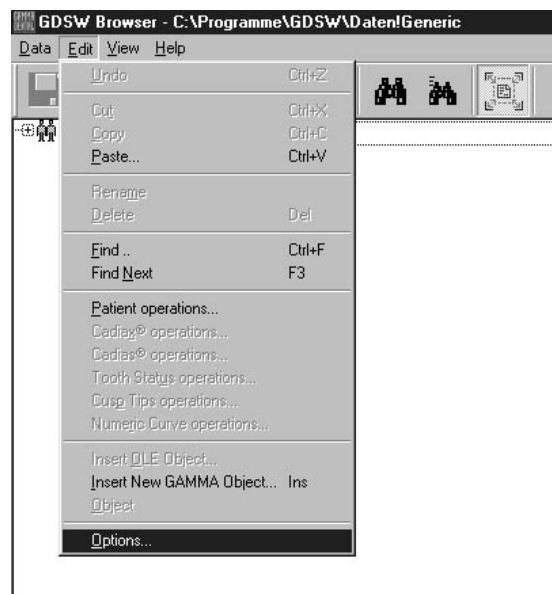 GDSW Browser - C:\Programme\GDSW\Daten!Generic
Data Edit View Help
Undo Ctrl+Z
Cut Ctrl+X
Copy Ctrl+C
Paste... Ctrl+V
Rename
Delete Del
Find .. Ctrl+F
Find Next F3
Patient operations...
Cadiax® operations...
Cadias® operations...
Tooth Status operations...
Cusp Tips operations...
Numeric Curve operations...
Insert OLE Object...
Insert New GAMMA Object... Ins
Object
Options...